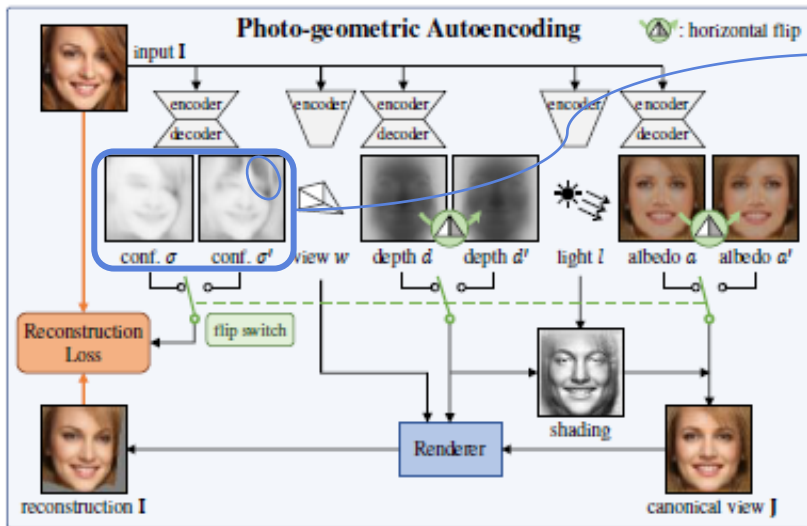 Photo-geometric Autoencoding
: horizontal flip
input I
encoder
decoder
encoder
encoder
decoder
encoder
encoder
decoder
conf. σ
conf. σ'
view w
depth d
depth d'
light l
albedo a
albedo a'
flip switch
Reconstruction
Loss
shading
Renderer
reconstruction Î
canonical view J